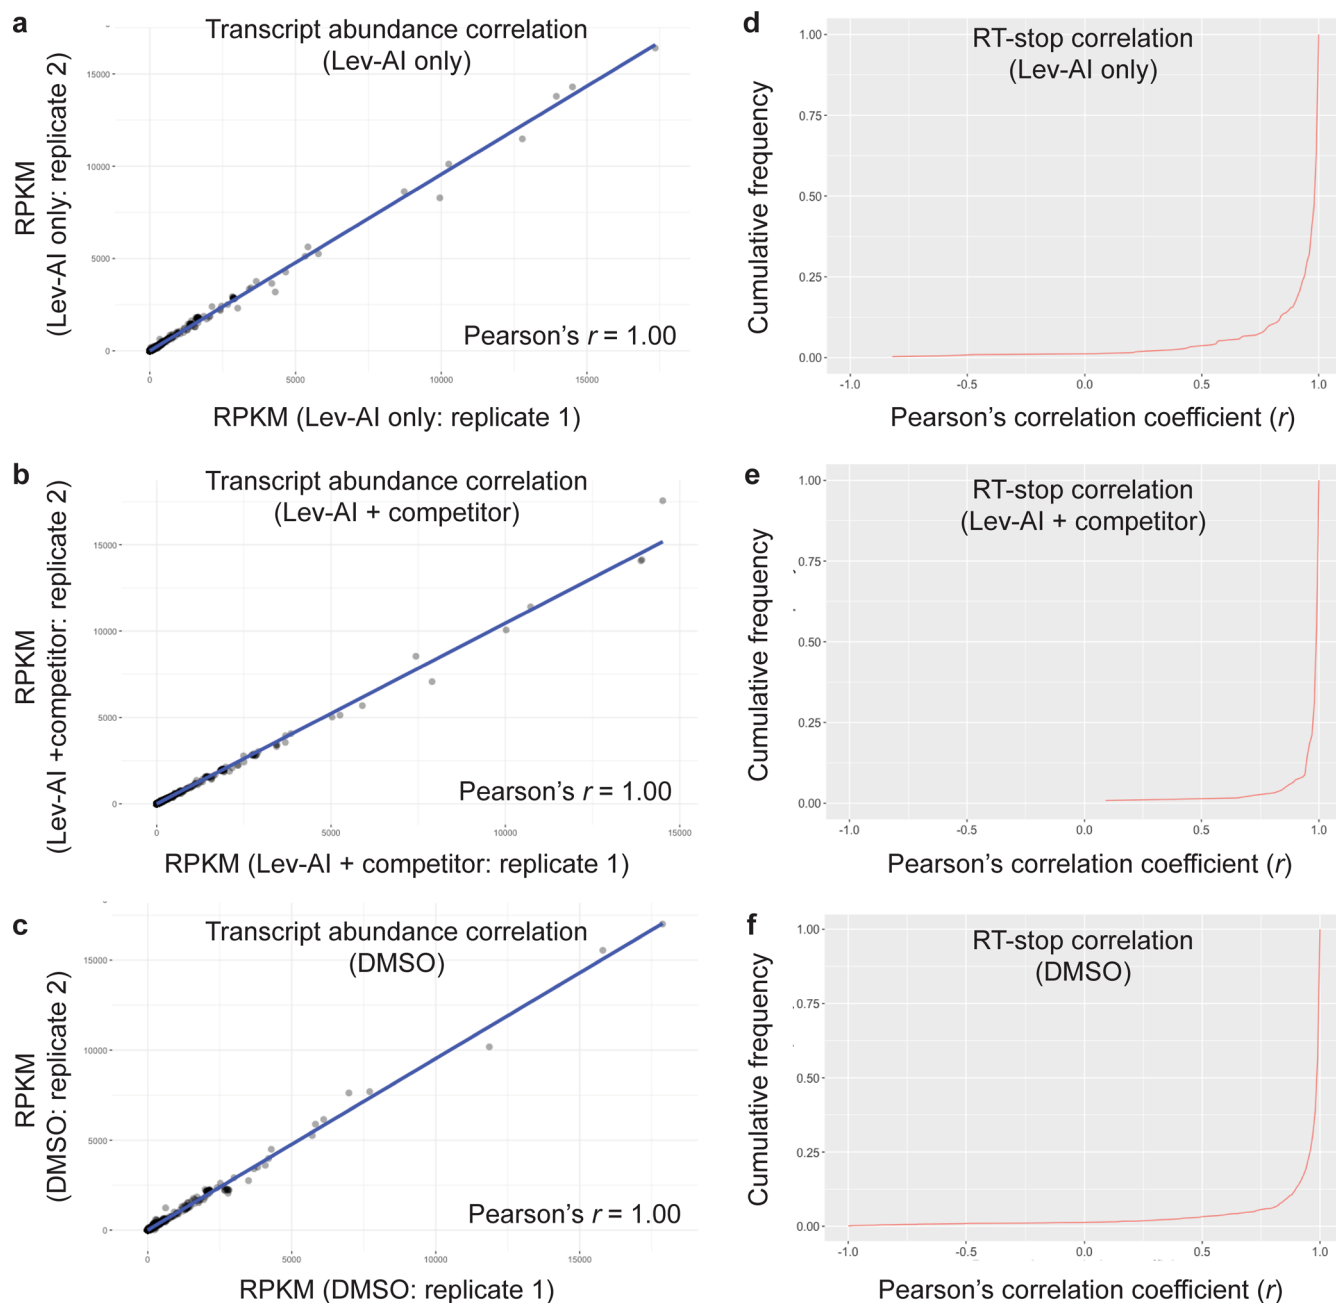 a
Transcript abundance correlation
(Lev-AI only)
RPKM
(Lev-AI only: replicate 2)
15000
10000
5000
0
Pearson's r = 1.00
0 5000 10000 15000
RPKM (Lev-AI only: replicate 1)
d
RT-stop correlation
(Lev-AI only)
Cumulative frequency
1.00
0.75
0.50
0.25
0.00
-1.0 -0.5 0.0 0.5 1.0
Pearson's correlation coefficient (r)
b
Transcript abundance correlation
(Lev-AI + competitor)
RPKM
(Lev-AI +competitor: replicate 2)
15000
10000
5000
0
Pearson's r = 1.00
0 5000 10000 15000
RPKM (Lev-AI + competitor: replicate 1)
e
RT-stop correlation
(Lev-AI + competitor)
Cumulative frequency
1.00
0.75
0.50
0.25
0.00
-1.0 -0.5 0.0 0.5 1.0
Pearson's correlation coefficient (r)
c
Transcript abundance correlation
(DMSO)
RPKM
(DMSO: replicate 2)
15000
10000
5000
0
Pearson's r = 1.00
0 5000 10000 15000
RPKM (DMSO: replicate 1)
f
RT-stop correlation
(DMSO)
Cumulative frequency
1.00
0.75
0.50
0.25
0.00
-1.0 -0.5 0.0 0.5 1.0
Pearson's correlation coefficient (r)